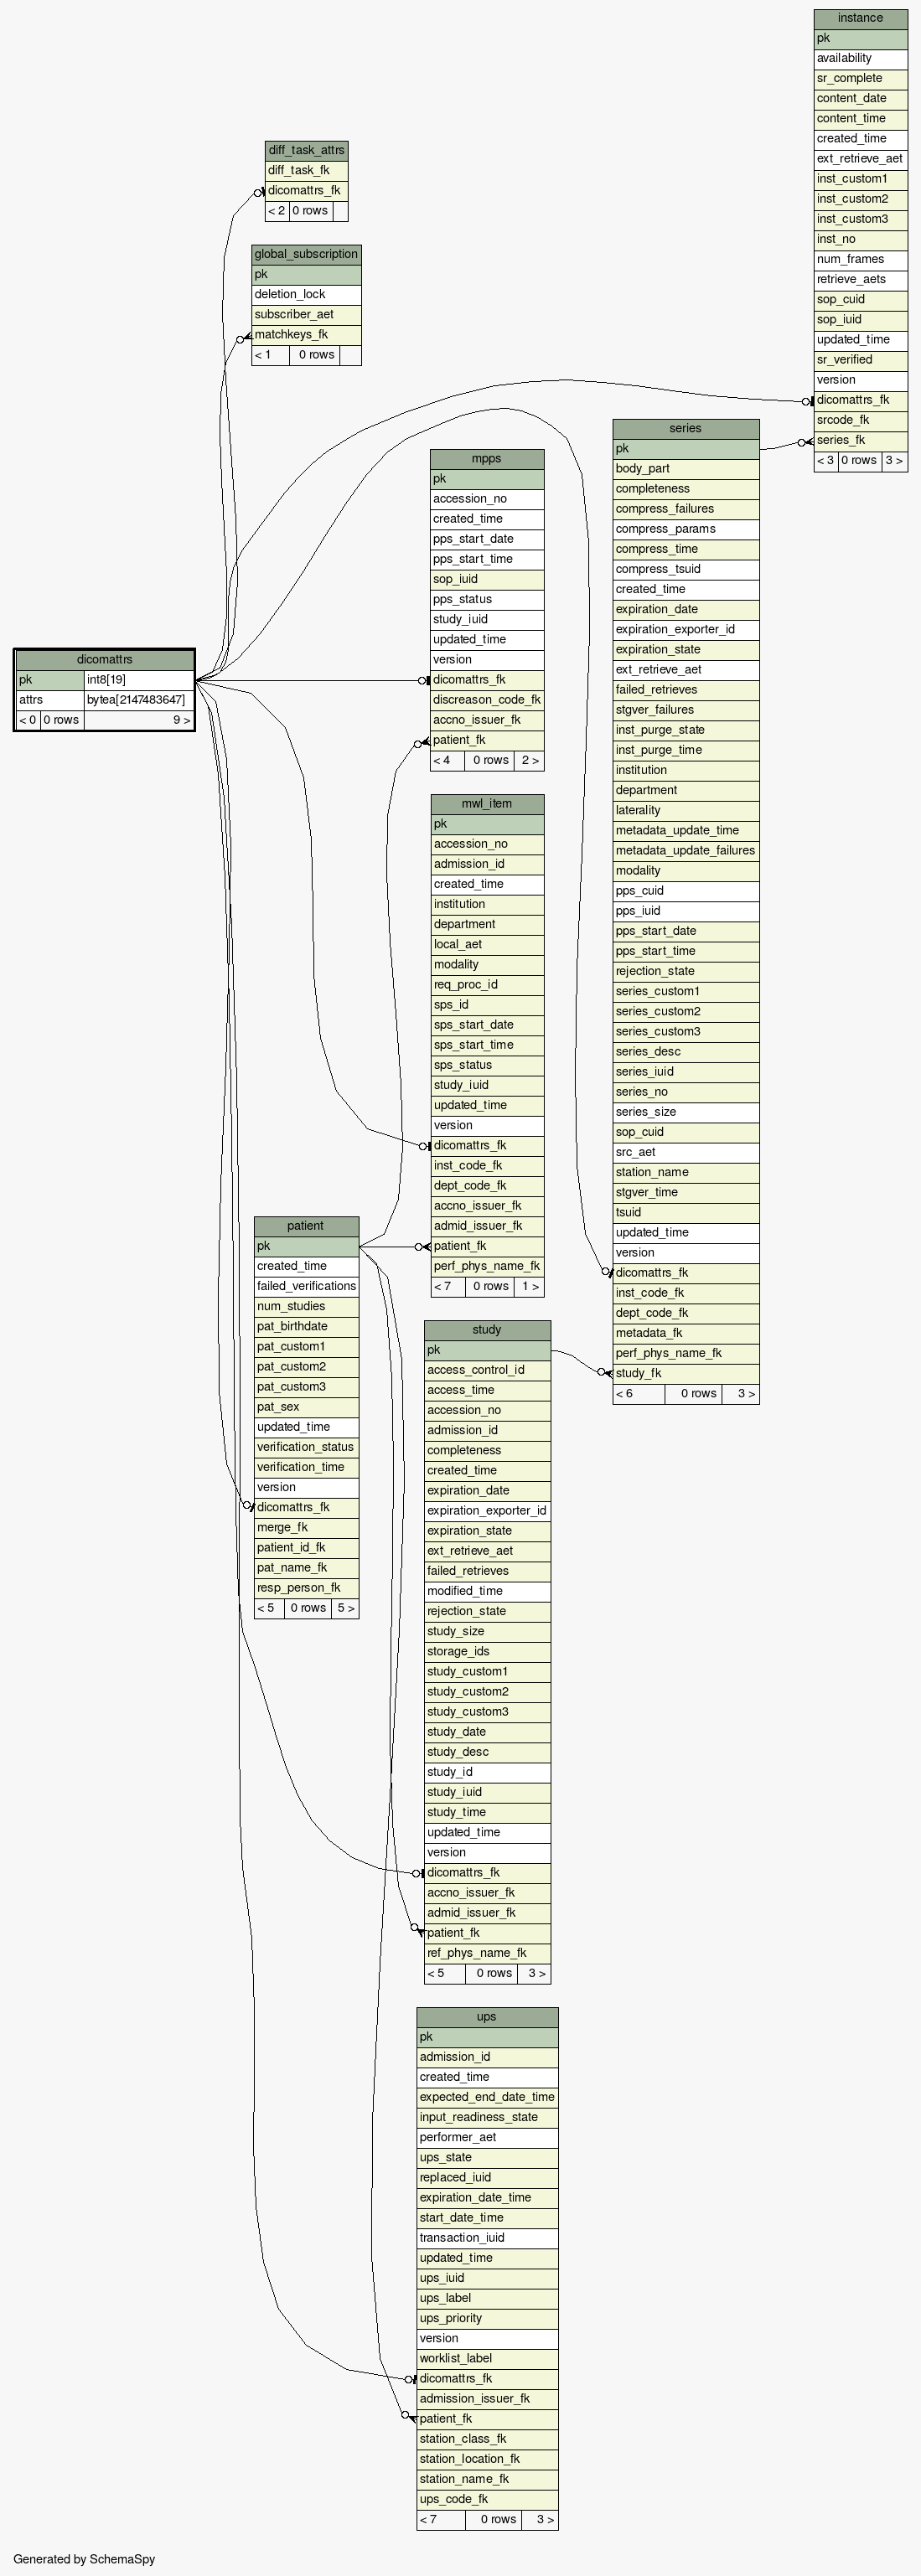 instance
pk
availability
sr_complete
content_date
content_time
created_time
ext_retrieve_aet
inst_custom1
inst_custom2
inst_custom3
inst_no
num_frames
retrieve_aets
sop_cuid
sop_iuid
updated_time
sr_verified
version
dicomattrs_fk
srcode_fk
series_fk
< 3 0 rows 3 >
diff_task_attrs
diff_task_fk
dicomattrs_fk
< 2 0 rows
global_subscription
pk
deletion_lock
subscriber_aet
matchkeys_fk
< 1 0 rows
series
pk
body_part
completeness
compress_failures
compress_params
compress_time
compress_tsuid
created_time
expiration_date
expiration_exporter_id
expiration_state
ext_retrieve_aet
failed_retrieves
stgver_failures
inst_purge_state
inst_purge_time
institution
department
laterality
metadata_update_time
metadata_update_failures
modality
pps_cuid
pps_iuid
pps_start_date
pps_start_time
rejection_state
series_custom1
series_custom2
series_custom3
series_desc
series_iuid
series_no
series_size
sop_cuid
src_aet
station_name
stgver_time
tsuid
updated_time
version
dicomattrs_fk
inst_code_fk
dept_code_fk
metadata_fk
perf_phys_name_fk
study_fk
< 6 0 rows 3 >
mpps
pk
accession_no
created_time
pps_start_date
pps_start_time
sop_iuid
pps_status
study_iuid
updated_time
version
dicomattrs_fk
discreason_code_fk
accno_issuer_fk
patient_fk
< 4 0 rows 2 >
dicomattrs
pk int8[19]
attrs bytea[2147483647]
< 0 0 rows 9 >
mwl_item
pk
accession_no
admission_id
created_time
institution
department
local_aet
modality
req_proc_id
sps_id
sps_start_date
sps_start_time
sps_status
study_iuid
updated_time
version
dicomattrs_fk
inst_code_fk
dept_code_fk
accno_issuer_fk
admid_issuer_fk
patient_fk
perf_phys_name_fk
< 7 0 rows 1 >
patient
pk
created_time
failed_verifications
num_studies
pat_birthdate
pat_custom1
pat_custom2
pat_custom3
pat_sex
updated_time
verification_status
verification_time
version
dicomattrs_fk
merge_fk
patient_id_fk
pat_name_fk
resp_person_fk
< 5 0 rows 5 >
study
pk
access_control_id
access_time
accession_no
admission_id
completeness
created_time
expiration_date
expiration_exporter_id
expiration_state
ext_retrieve_aet
failed_retrieves
modified_time
rejection_state
study_size
storage_ids
study_custom1
study_custom2
study_custom3
study_date
study_desc
study_id
study_iuid
study_time
updated_time
version
dicomattrs_fk
accno_issuer_fk
admid_issuer_fk
patient_fk
ref_phys_name_fk
< 5 0 rows 3 >
ups
pk
admission_id
created_time
expected_end_date_time
input_readiness_state
performer_aet
ups_state
replaced_iuid
expiration_date_time
start_date_time
transaction_iuid
updated_time
ups_iuid
ups_label
ups_priority
version
worklist_label
dicomattrs_fk
admission_issuer_fk
patient_fk
station_class_fk
station_location_fk
station_name_fk
ups_code_fk
< 7 0 rows 3 >
Generated by SchemaSpy